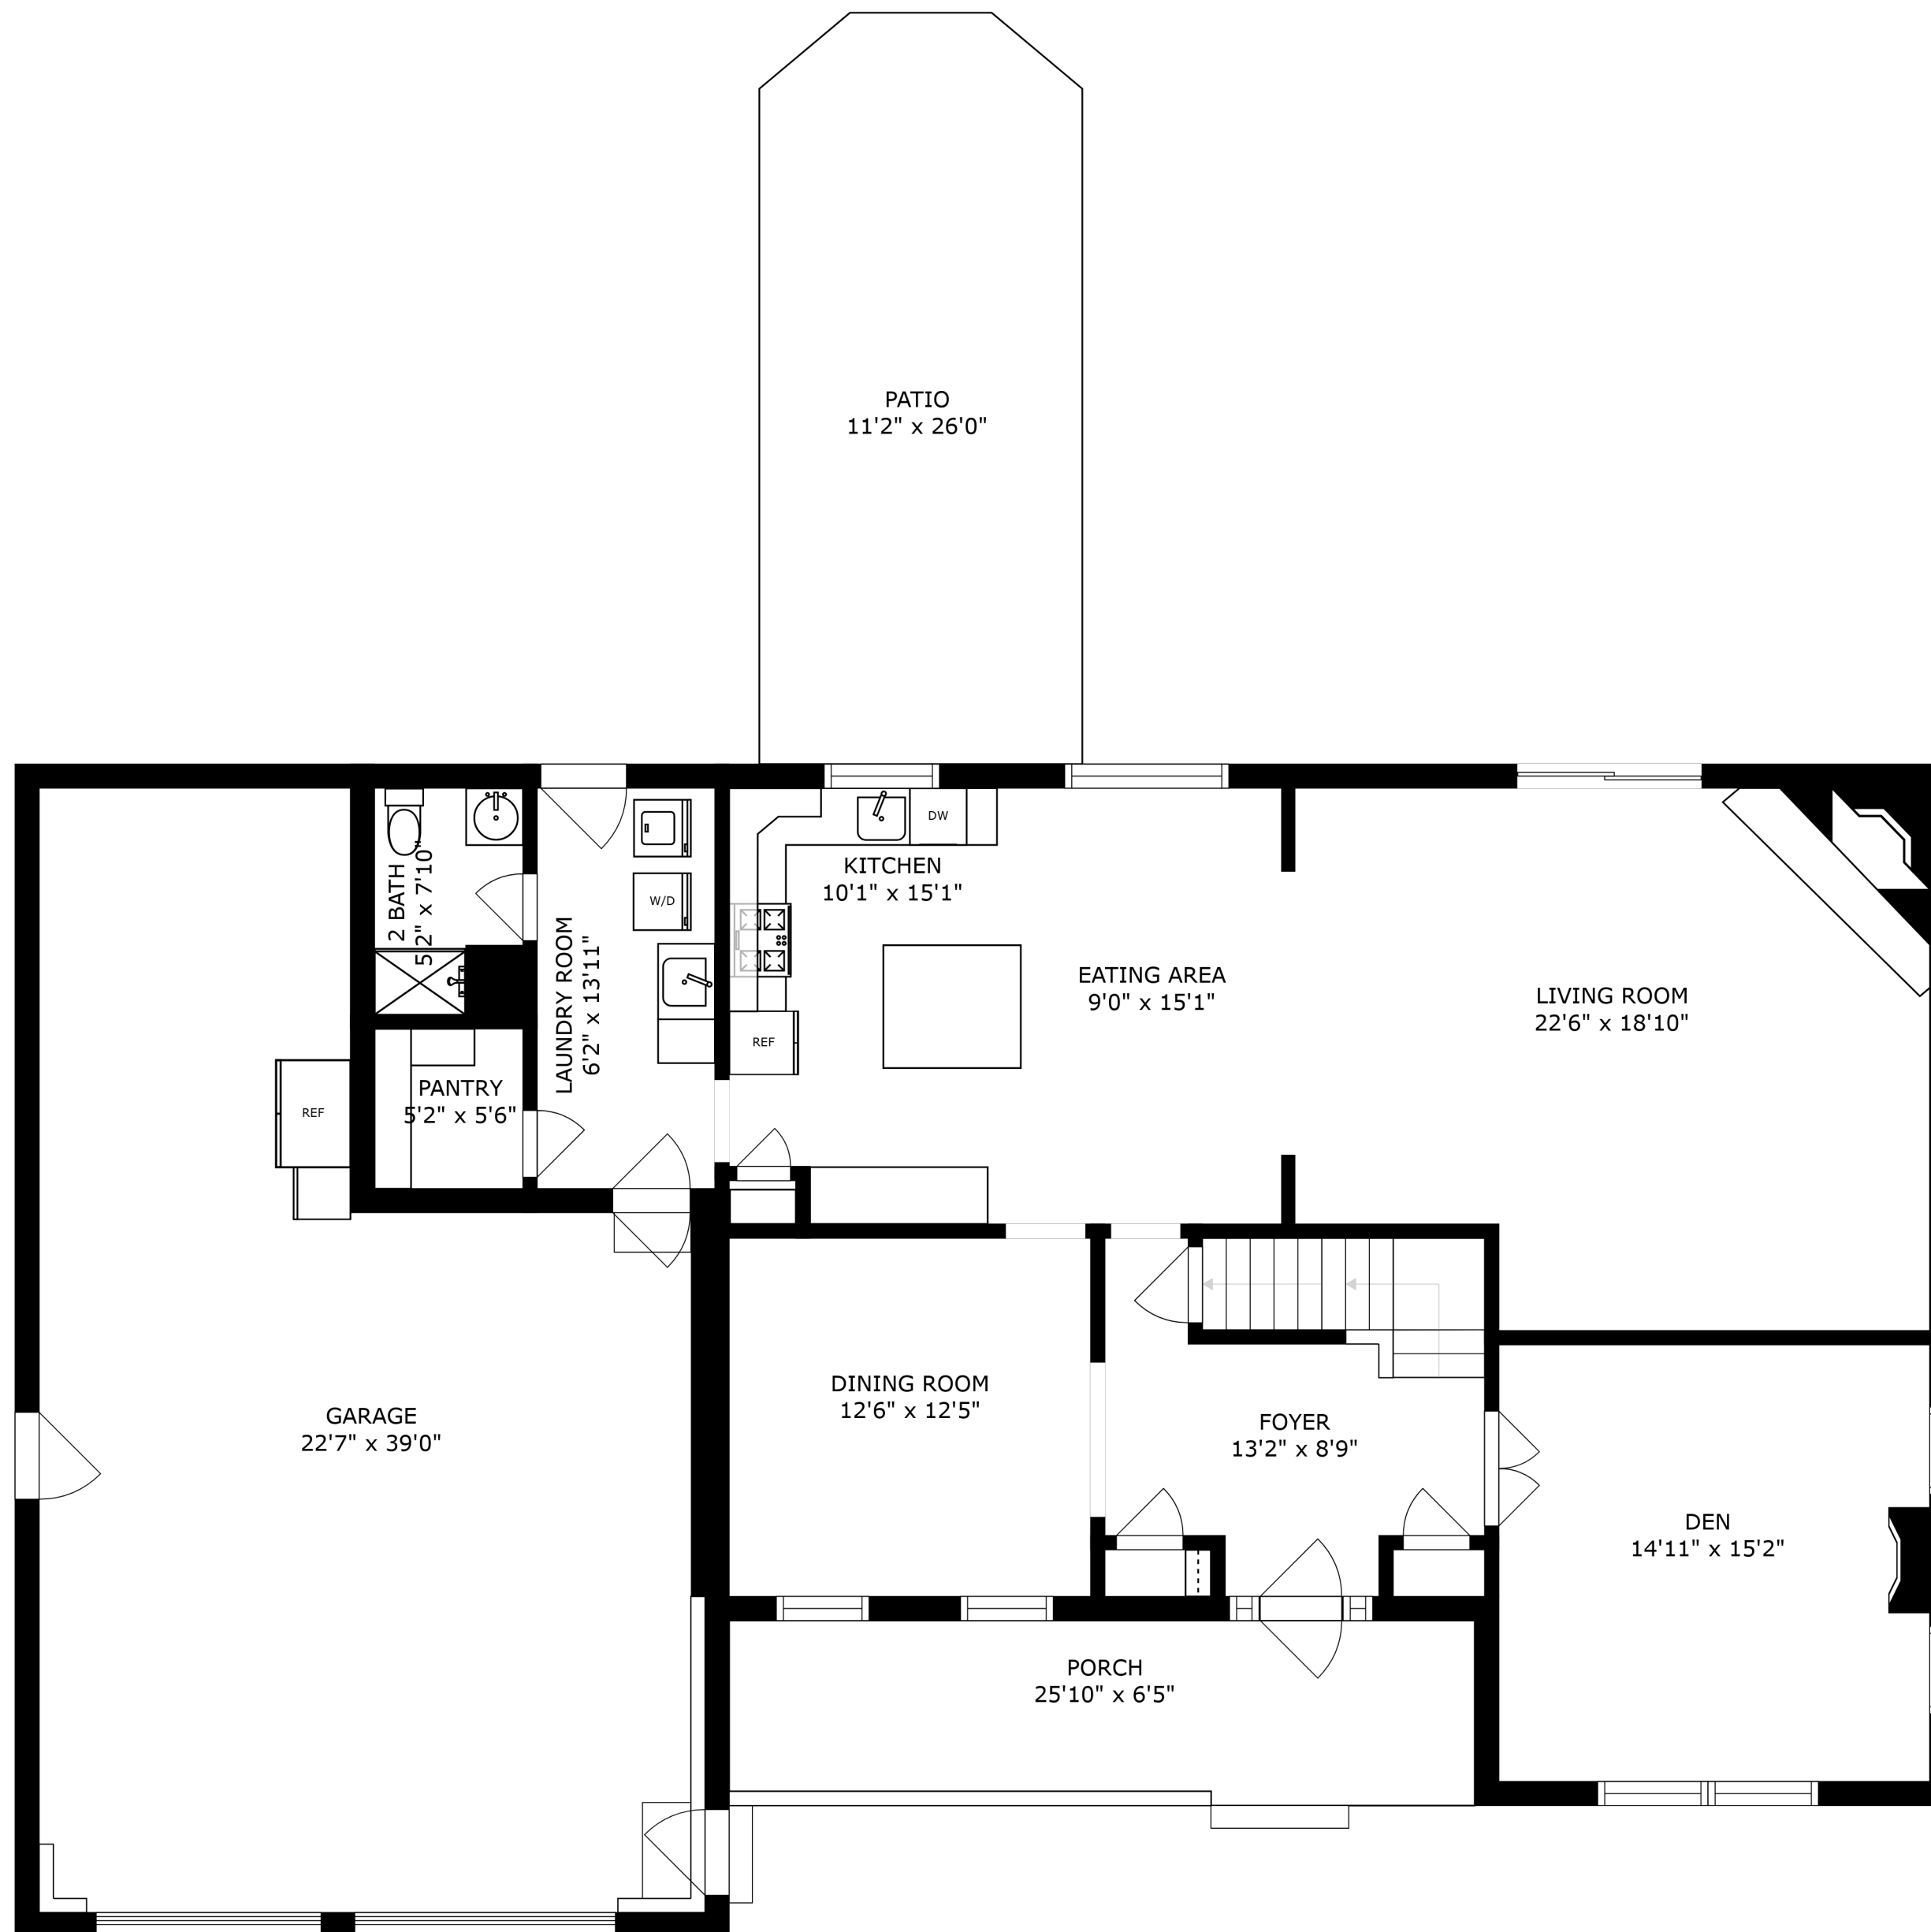 PATIO
11'2" x 26'0"
DW
KITCHEN
10'1" x 15'1"
2 BATH
5'2" x 7'10"
W/D
LAUNDRY ROOM
6'2" x 13'11"
EATING AREA
9'0" x 15'1"
LIVING ROOM
22'6" x 18'10"
REF
PANTRY
5'2" x 5'6"
REF
DINING ROOM
12'6" x 12'5"
GARAGE
22'7" x 39'0"
FOYER
13'2" x 8'9"
DEN
14'11" x 15'2"
PORCH
25'10" x 6'5"